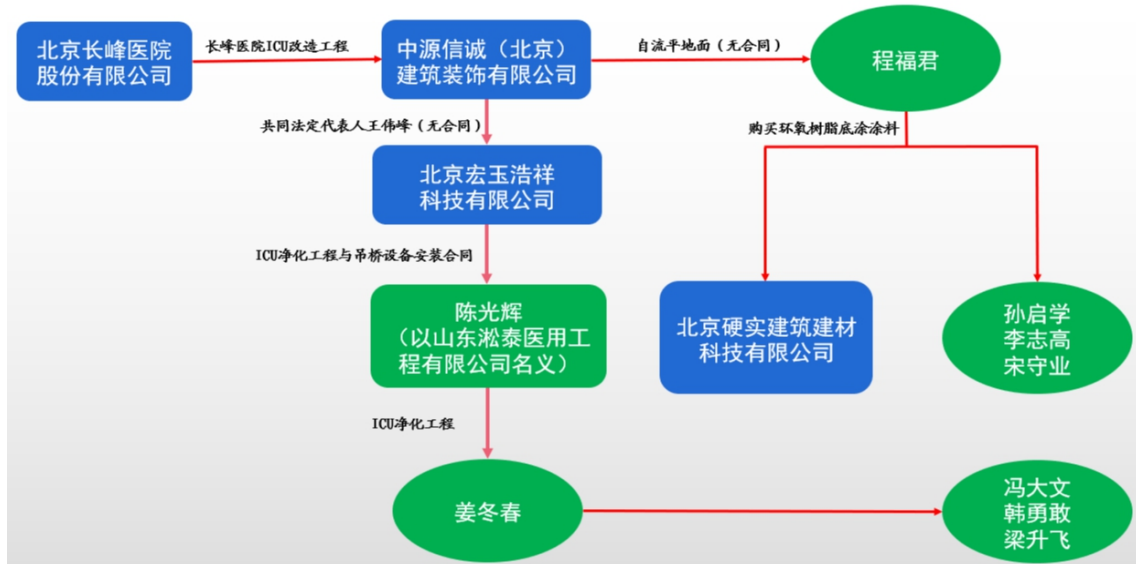 北京长峰医院
股份有限公司
长峰医院ICU改造工程
中源信诚（北京）
建筑装饰有限公司
自流平地面（无合同）
程福君
共同法定代表人王伟峰（无合同）
购买环氧树脂底涂涂料
北京宏玉浩祥
科技有限公司
ICU净化工程与吊桥设备安装合同
陈光辉
（以山东淞泰医用工
程有限公司名义）
北京硬实建筑建材
科技有限公司
孙启学
李志高
宋守业
ICU净化工程
姜冬春
冯大文
韩勇敢
梁升飞